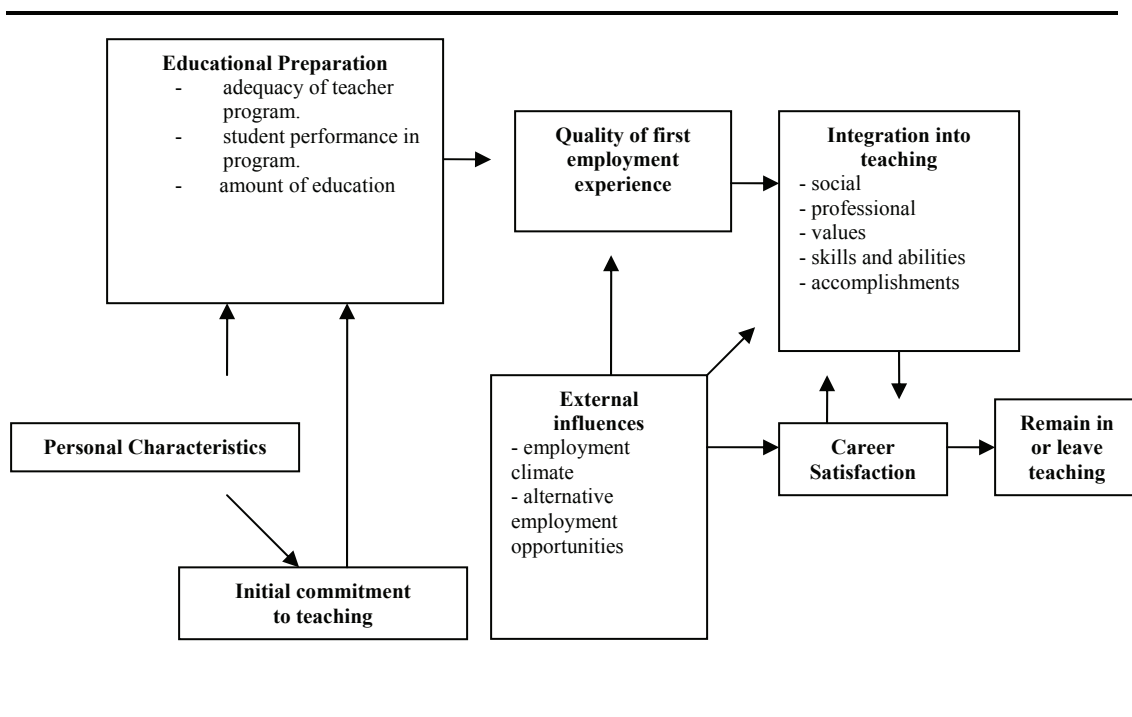 Educational Preparation
- adequacy of teacher
program.
- student performance in
program.
- amount of education
Quality of first
employment
experience
Integration into
teaching
- social
- professional
- values
- skills and abilities
- accomplishments
Personal Characteristics
Initial commitment
to teaching
External
influences
- employment
climate
- alternative
employment
opportunities
Career
Satisfaction
Remain in
or leave
teaching